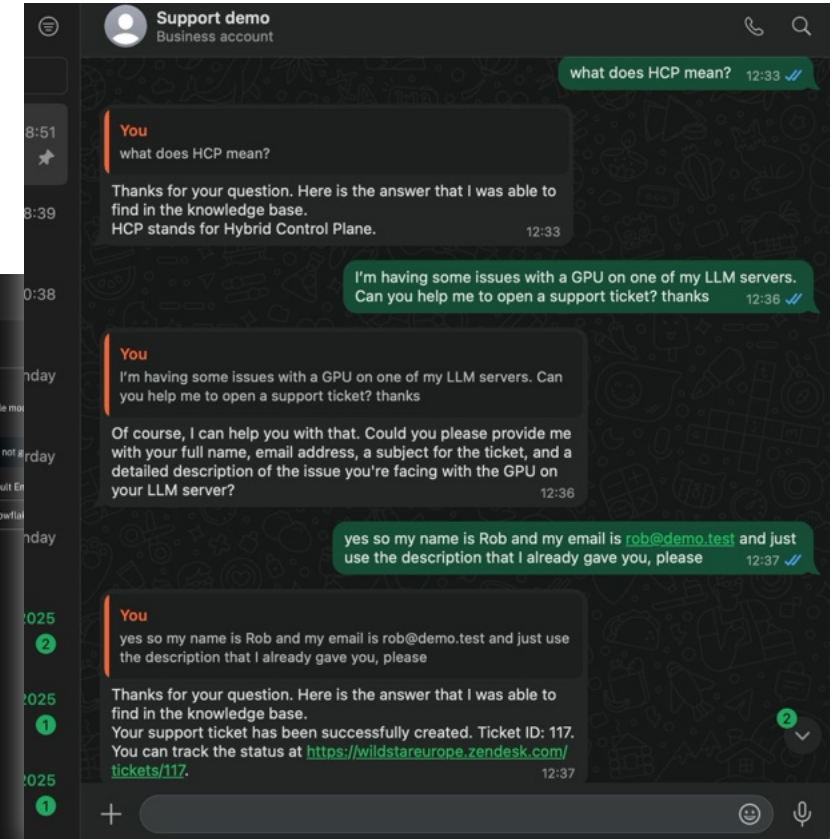 Support demo
Business account
what does HCP mean? 12:33
You
what does HCP mean?
Thanks for your question. Here is the answer that I was able to
find in the knowledge base.
HCP stands for Hybrid Control Plane.
12:33
I'm having some issues with a GPU on one of my LLM servers.
Can you help me to open a support ticket? thanks 12:36
You
I'm having some issues with a GPU on one of my LLM servers. Can
you help me to open a support ticket? thanks
Of course, I can help you with that. Could you please provide me
with your full name, email address, a subject for the ticket, and a
detailed description of the issue you're facing with the GPU on
your LLM server?
12:36
yes so my name is Rob and my email is rob@demo.test and just
use the description that I already gave you, please 12:37
You
yes so my name is Rob and my email is rob@demo.test and just use
the description that I already gave you, please
Thanks for your question. Here is the answer that I was able to
find in the knowledge base.
Your support ticket has been successfully created. Ticket ID: 117.
You can track the status at https://wildstareurope.zendesk.com/
tickets/117.
12:37
2
8:51
8:39
0:38
nday
rday
nday
2025
2
2025
1
2025
1